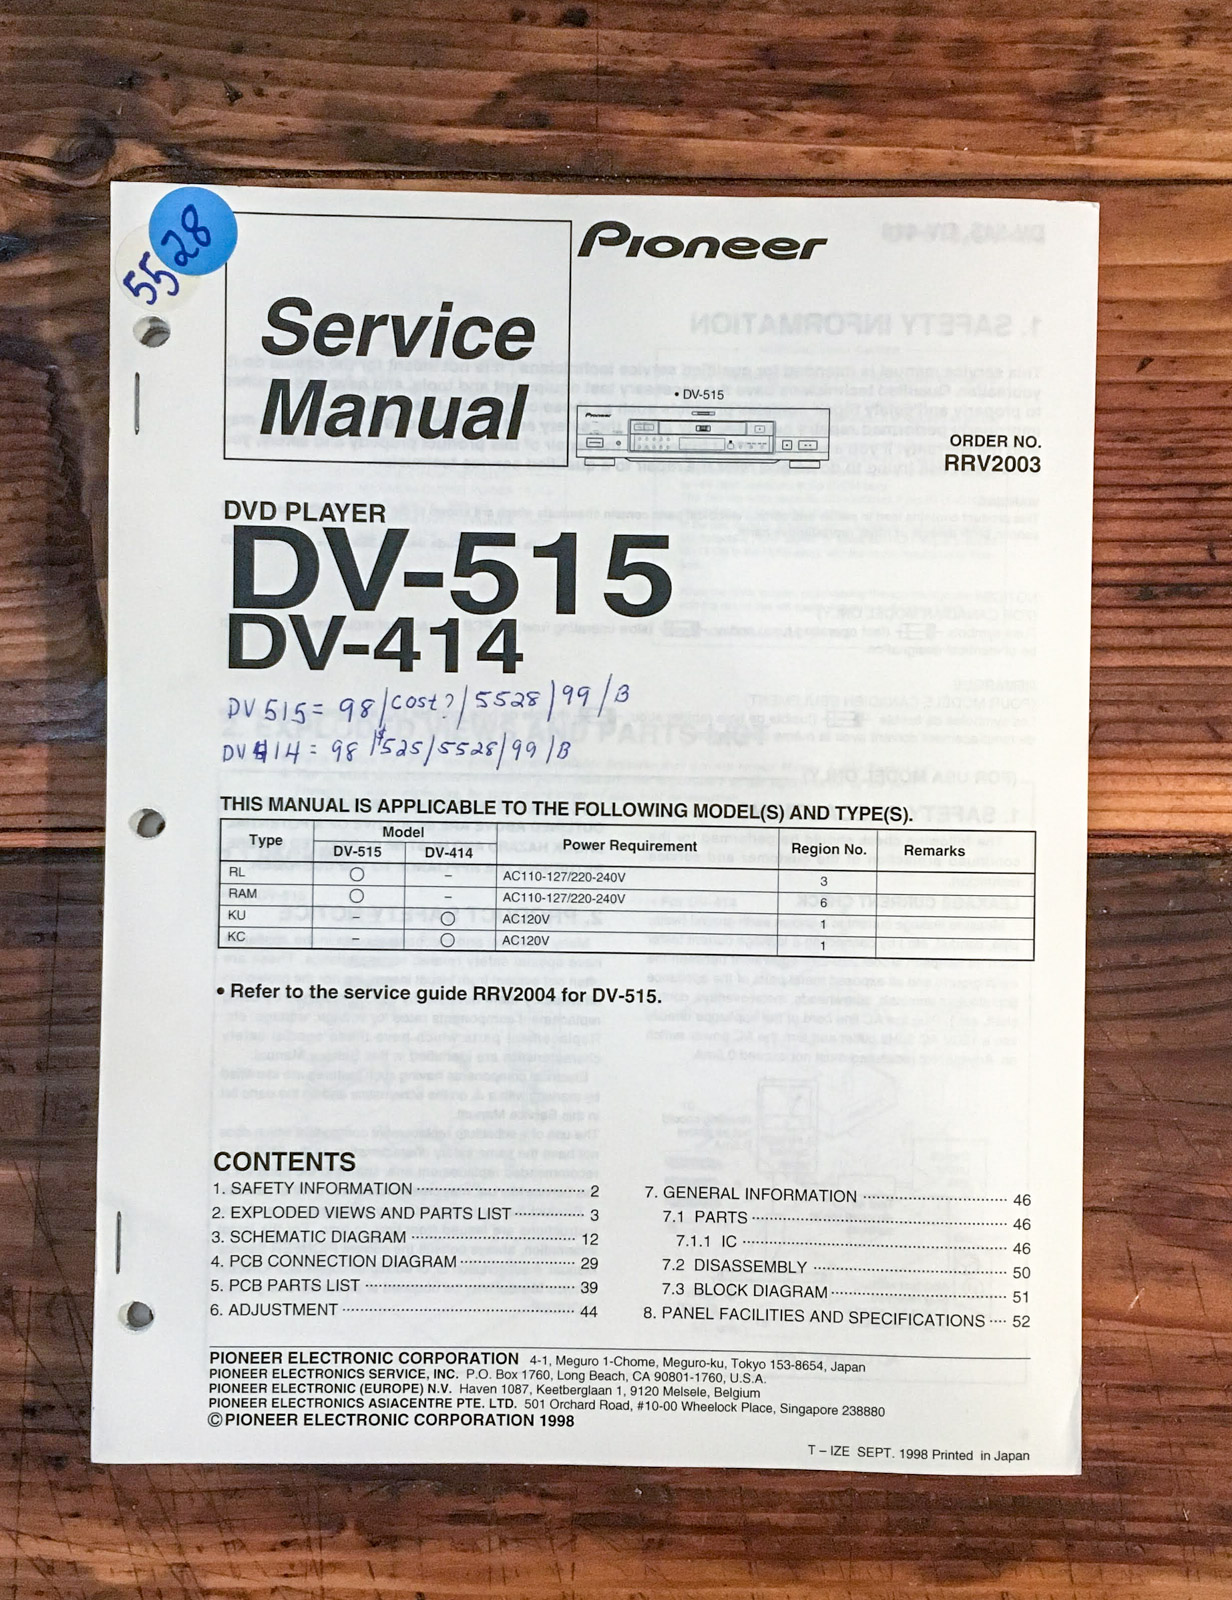 5528
Pioneer
Service
Manual
• DV-515
ORDER NO.
RRV2003
DVD PLAYER
DV-515
DV-414
DV 515 = 98/cost?/5528/99/B
DV 414 = 98/$525/5528/99/B
THIS MANUAL IS APPLICABLE TO THE FOLLOWING MODEL(S) AND TYPE(S).
Type Model Power Requirement Region No. Remarks
DV-515 DV-414
RL ○ – AC110-127/220-240V 3
RAM ○ – AC110-127/220-240V 6
KU – ○ AC120V 1
KC – ○ AC120V 1
• Refer to the service guide RRV2004 for DV-515.
CONTENTS
1. SAFETY INFORMATION 2
2. EXPLODED VIEWS AND PARTS LIST 3
3. SCHEMATIC DIAGRAM 12
4. PCB CONNECTION DIAGRAM 29
5. PCB PARTS LIST 39
6. ADJUSTMENT 44
7. GENERAL INFORMATION 46
7.1 PARTS 46
7.1.1 IC 46
7.2 DISASSEMBLY 50
7.3 BLOCK DIAGRAM 51
8. PANEL FACILITIES AND SPECIFICATIONS 52
PIONEER ELECTRONIC CORPORATION 4-1, Meguro 1-Chome, Meguro-ku, Tokyo 153-8654, Japan
PIONEER ELECTRONICS SERVICE, INC. P.O. Box 1760, Long Beach, CA 90801-1760, U.S.A.
PIONEER ELECTRONIC (EUROPE) N.V. Haven 1087, Keetberglaan 1, 9120 Melsele, Belgium
PIONEER ELECTRONICS ASIACENTRE PTE. LTD. 501 Orchard Road, #10-00 Wheelock Place, Singapore 238880
©PIONEER ELECTRONIC CORPORATION 1998
T – IZE SEPT. 1998 Printed in Japan